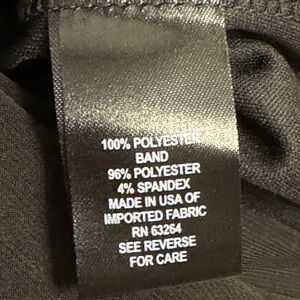 100% POLYESTER
BAND
96% POLYESTER
4% SPANDEX
MADE IN USA OF
IMPORTED FABRIC
RN 63264
SEE REVERSE
FOR CARE